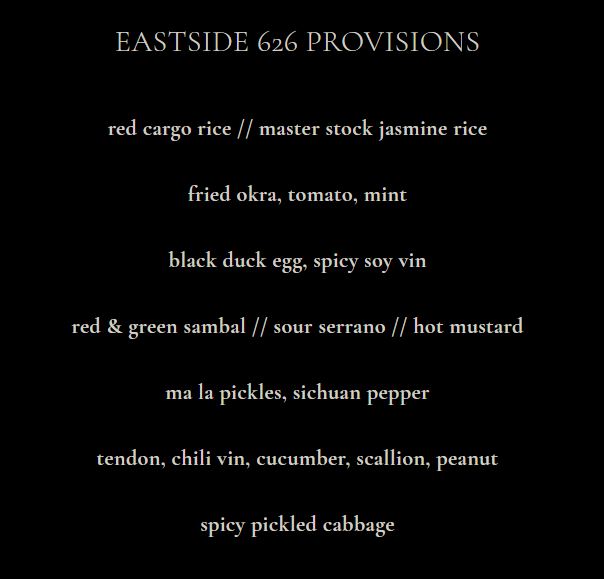 EASTSIDE 626 PROVISIONS
red cargo rice // master stock jasmine rice
fried okra, tomato, mint
black duck egg, spicy soy vin
red & green sambal // sour serrano // hot mustard
ma la pickles, sichuan pepper
tendon, chili vin, cucumber, scallion, peanut
spicy pickled cabbage